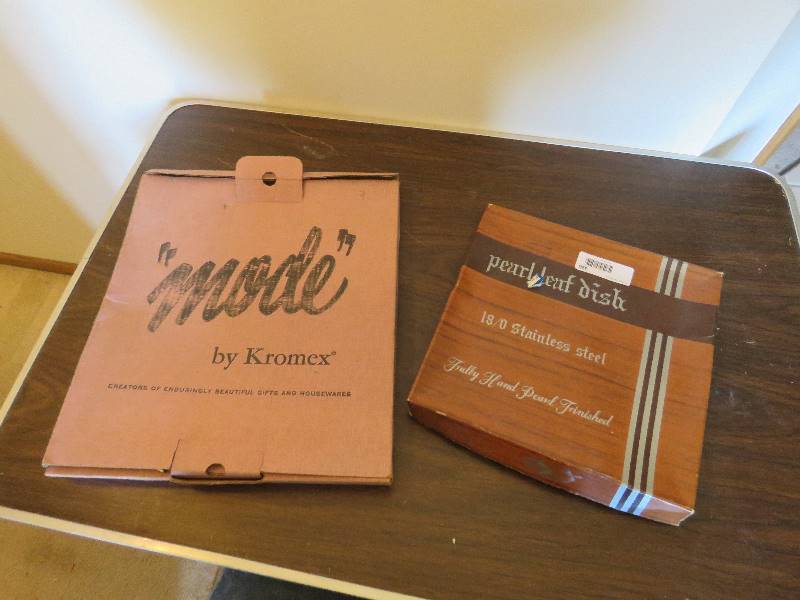 "mode"
by Kromex®
CREATORS OF ENDURINGLY BEAUTIFUL GIFTS AND HOUSEWARES
pearl leaf dish
18/0 Stainless steel
Fully Hand Pearl Finished